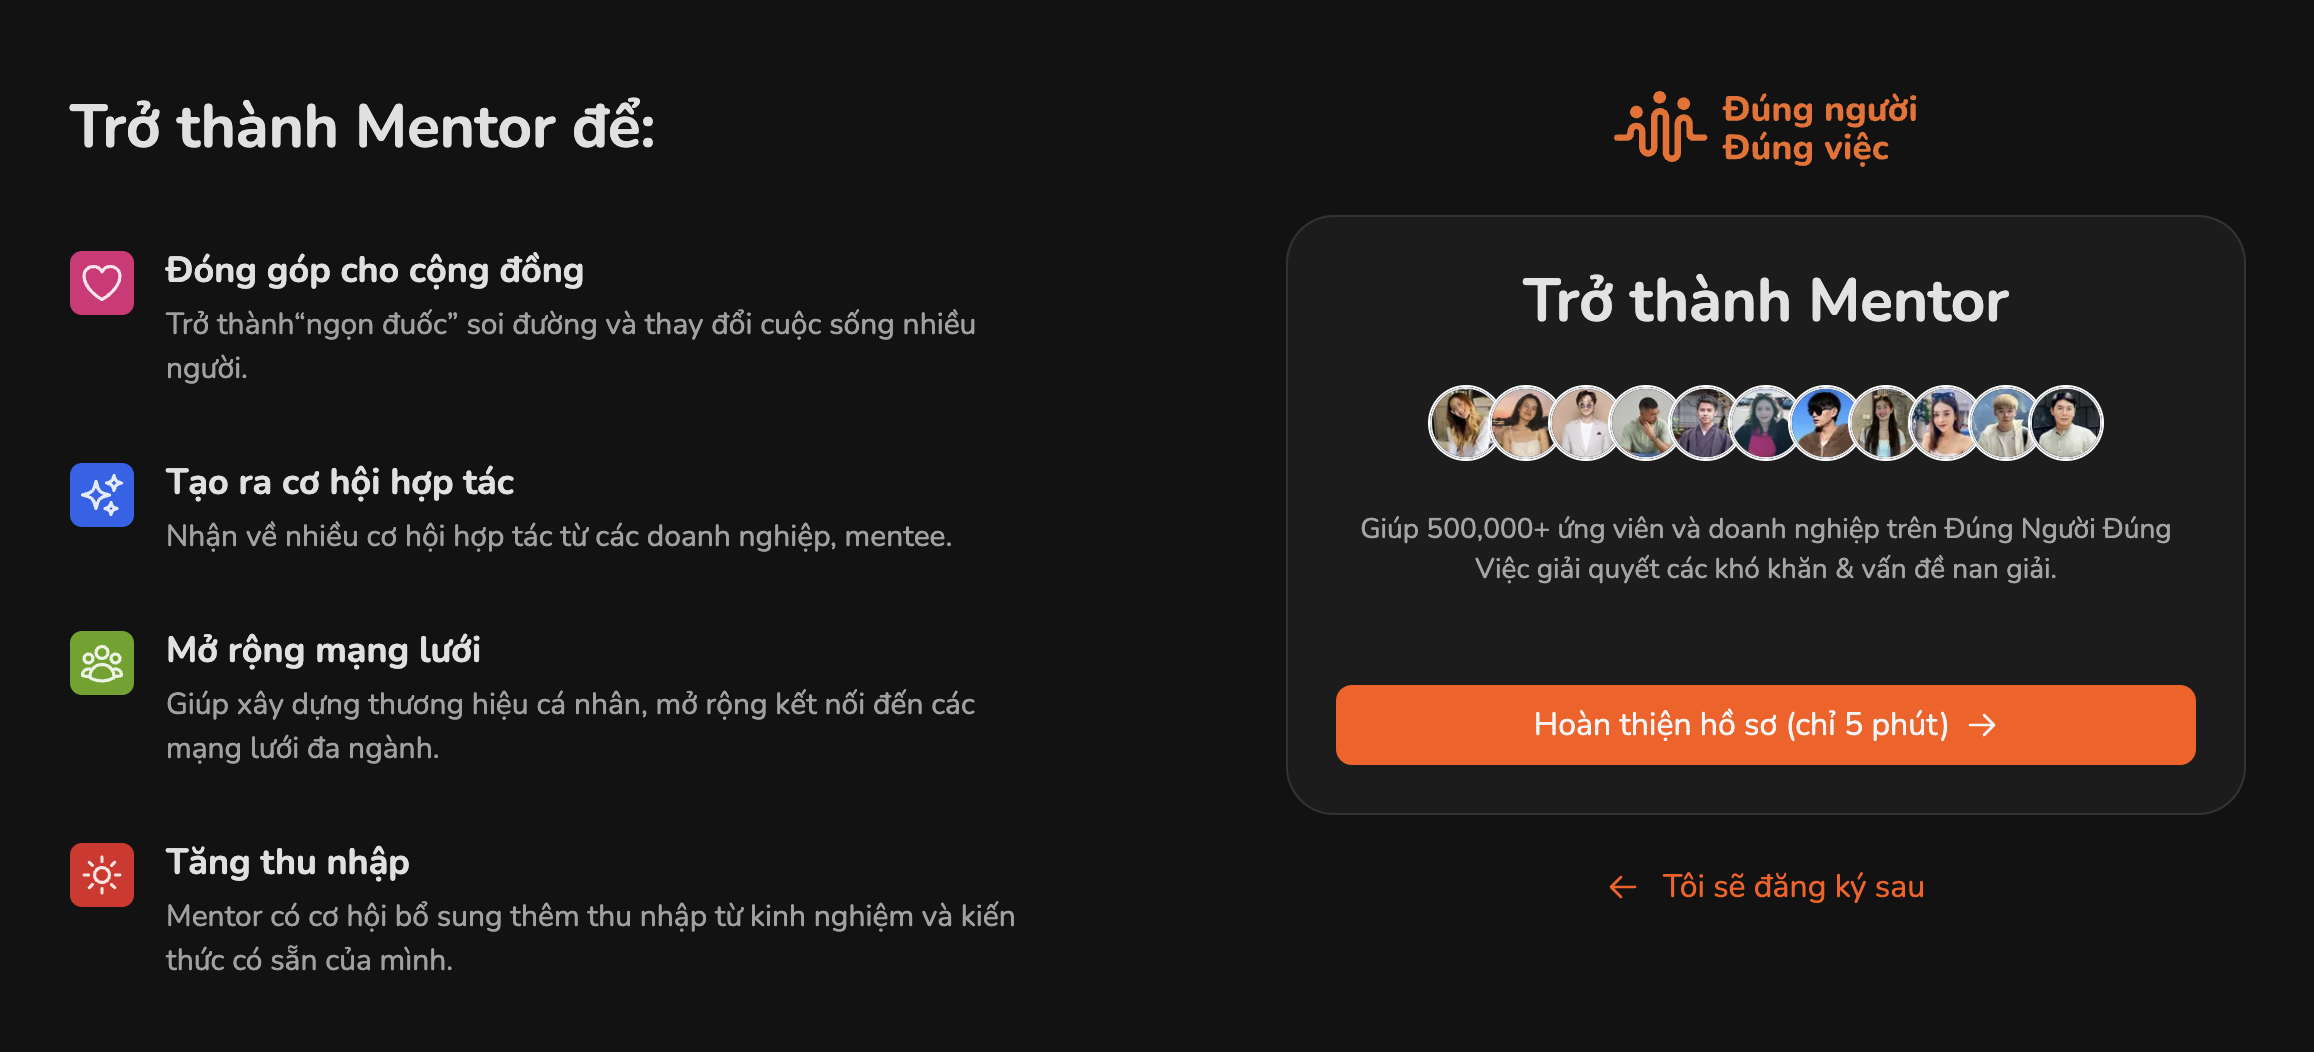 Trở thành Mentor để:
Đóng góp cho cộng đồng
Trở thành“ngọn đuốc” soi đường và thay đổi cuộc sống nhiều
người.
Tạo ra cơ hội hợp tác
Nhận về nhiều cơ hội hợp tác từ các doanh nghiệp, mentee.
Mở rộng mạng lưới
Giúp xây dựng thương hiệu cá nhân, mở rộng kết nối đến các
mạng lưới đa ngành.
Tăng thu nhập
Mentor có cơ hội bổ sung thêm thu nhập từ kinh nghiệm và kiến
thức có sẵn của mình.
Đúng người
Đúng việc
Trở thành Mentor
Giúp 500,000+ ứng viên và doanh nghiệp trên Đúng Người Đúng
Việc giải quyết các khó khăn & vấn đề nan giải.
Hoàn thiện hồ sơ (chỉ 5 phút) →
← Tôi sẽ đăng ký sau